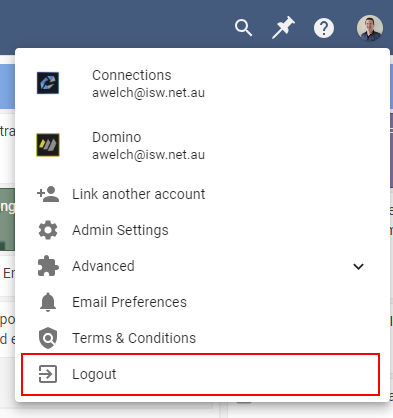 Connections
awelch@isw.net.au
Domino
awelch@isw.net.au
Link another account
Admin Settings
Advanced
Email Preferences
Terms & Conditions
Logout